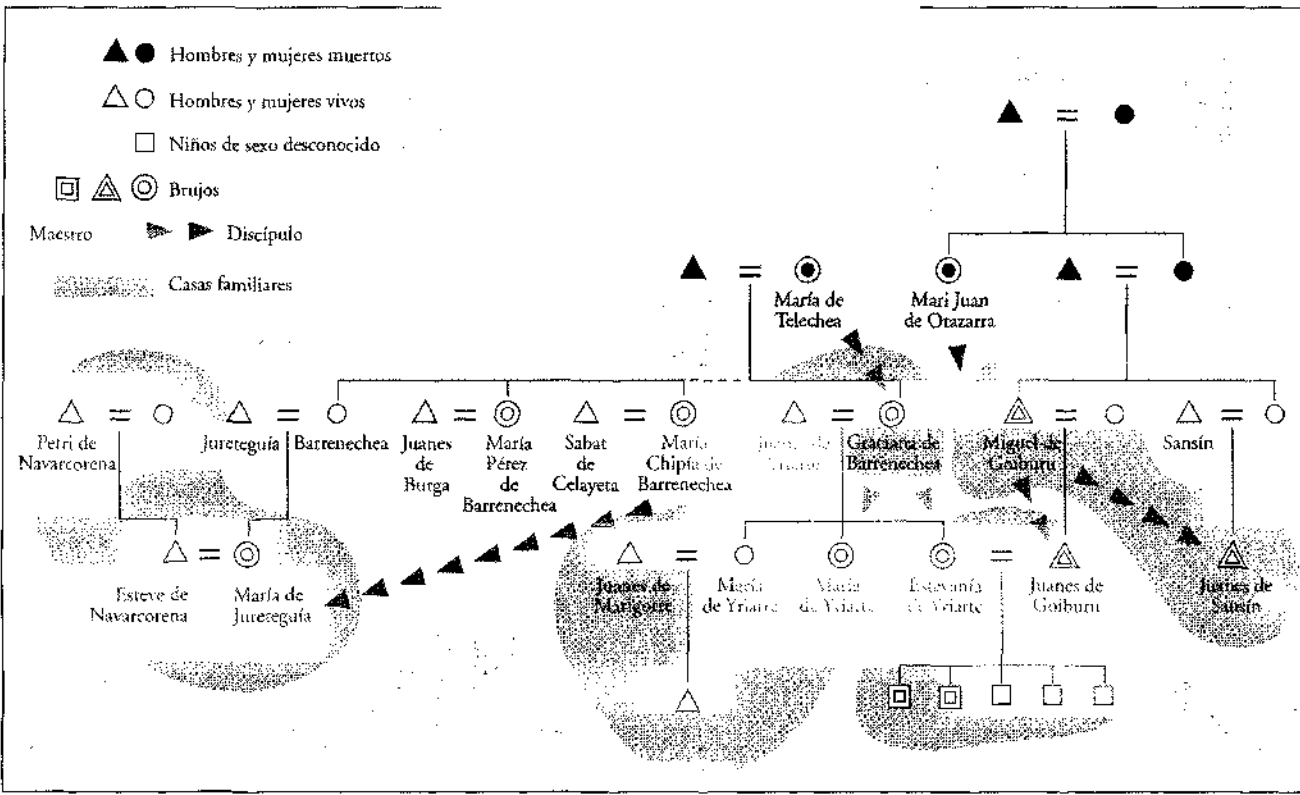 Hombres y mujeres muertos
Hombres y mujeres vivos
Niños de sexo desconocido
Brujos
Maestro
Discípulo
Casas familiares
María de
Telechea
Mari Juan
de Otazarra
Petri de
Navarcorena
Jureteguía
Barrenechea
Juanes
de
Burga
María
Pérez
de
Barrenechea
Sabat
de
Celayeta
María
Chipía de
Barrenechea
Graciana de
Barrenechea
Miguel de
Goiburu
Sansín
Esteve de
Navarcorena
María de
Jureteguía
Juanes de
Marigorre
María
de Yriarte
María
de Yriarte
Estevanía
de Yriarte
Juanes de
Goiburu
Juanes de
Sansín